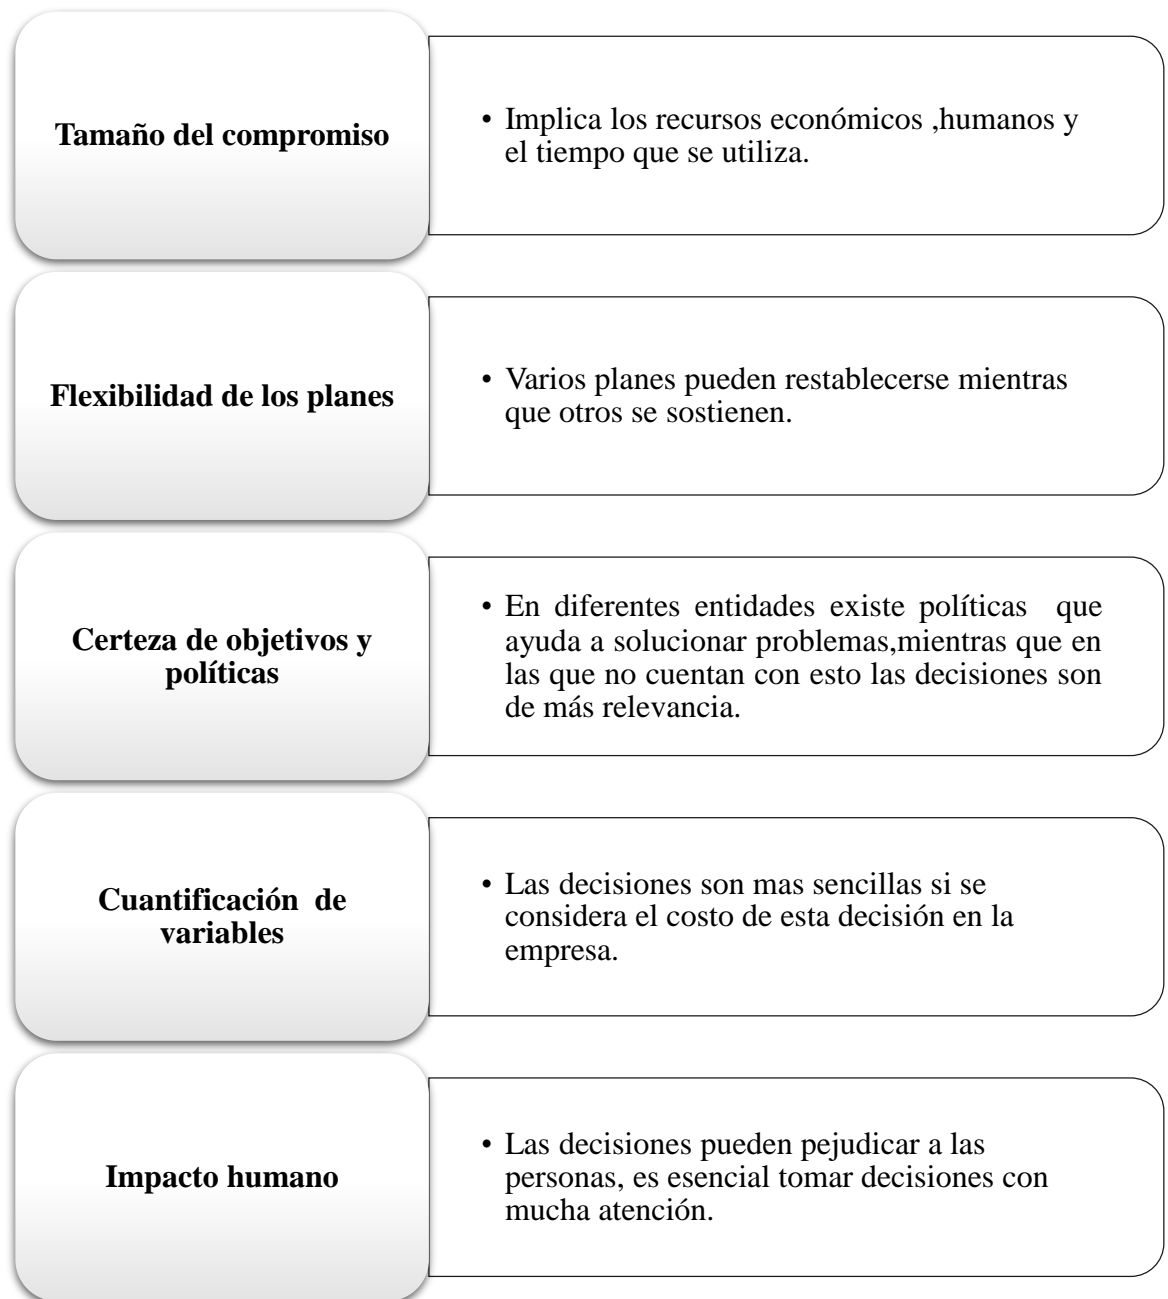 Tamaño del compromiso
• Implica los recursos económicos ,humanos y
el tiempo que se utiliza.
Flexibilidad de los planes
• Varios planes pueden restablecerse mientras
que otros se sostienen.
Certeza de objetivos y
políticas
• En diferentes entidades existe políticas que
ayuda a solucionar problemas,mientras que en
las que no cuentan con esto las decisiones son
de más relevancia.
Cuantificación de
variables
• Las decisiones son mas sencillas si se
considera el costo de esta decisión en la
empresa.
Impacto humano
• Las decisiones pueden pejudicar a las
personas, es esencial tomar decisiones con
mucha atención.